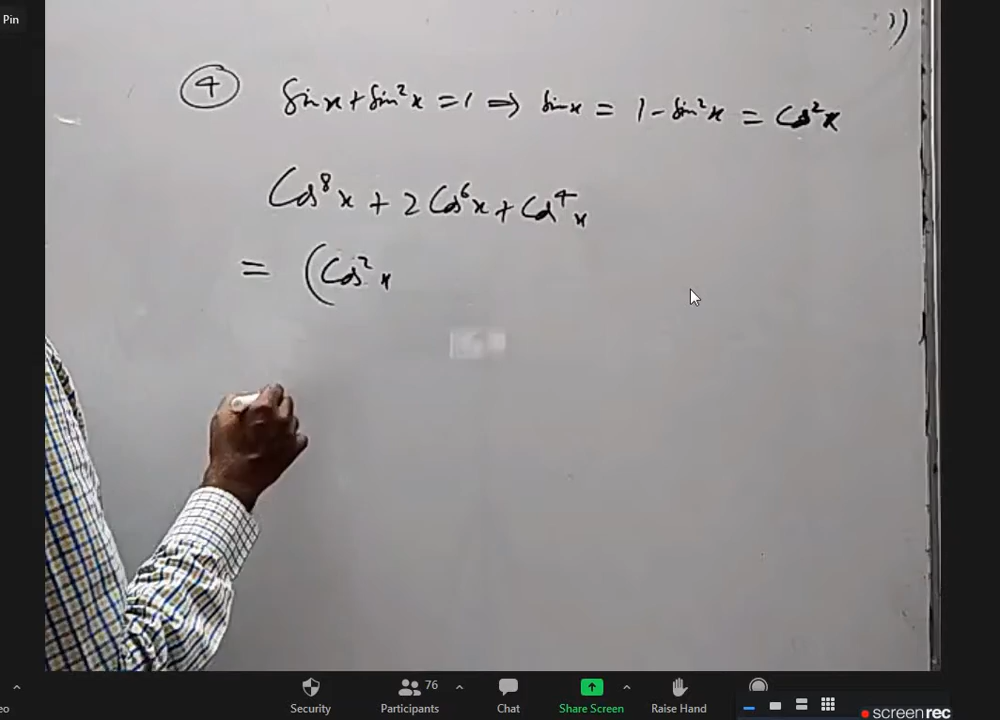 Pin
④ Sin x + Sin² x = 1 ⇒ Sin x = 1 - Sin² x = Cos² x
Cos⁸ x + 2 Cos⁶ x + Cos⁴ x
= (Cos² x
Security
Participants 76
Chat
Share Screen
Raise Hand
eo
screenrec